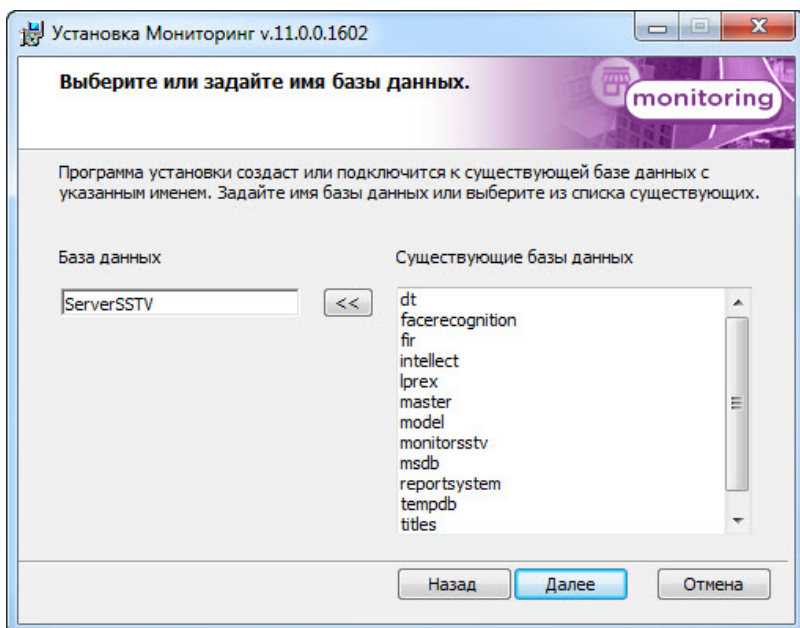 Установка Мониторинг v.11.0.0.1602
Выберите или задайте имя базы данных.
monitoring
Программа установки создаст или подключится к существующей базе данных с
указанным именем. Задайте имя базы данных или выберите из списка существующих.
База данных
Существующие базы данных
ServerSSTV
<<
dt
facerecognition
fir
intellect
lprex
master
model
monitorsstv
msdb
reportsystem
tempdb
titles
Назад
Далее
Отмена